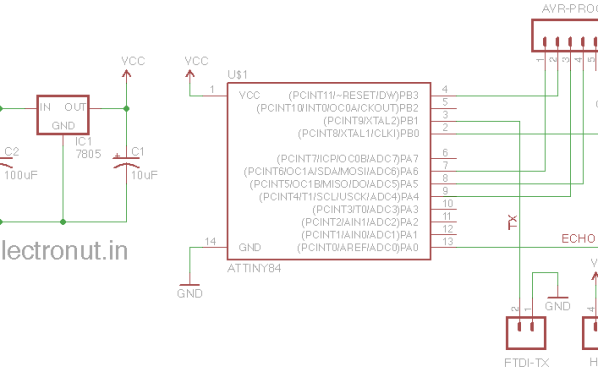 AVR-PROG
VCC
VCC
U$1
1
VCC
(PCINT11/~RESET/DW)PB3
4
(PCINT10/INT0/OC0A/CKOUT)PB2
5
(PCINT9/XTAL2)PB1
3
(PCINT8/XTAL1/CLKI)PB0
2
(PCINT7/ICP/OC0B/ADC7)PA7
6
(PCINT6/OC1A/SDA/MOSI/ADC6)PA6
7
(PCINT5/OC1B/MISO/DO/ADC5)PA5
8
(PCINT4/T1/SCL/USCK/ADC4)PA4
9
(PCINT3/T0/ADC3)PA3
10
(PCINT2/AIN1/ADC2)PA2
11
(PCINT1/AIN0/ADC1)PA1
12
14
GND
(PCINT0/AREF/ADC0)PA0
13
ATTINY84
GND
IN
OUT
GND
IC1
7805
C2
100uF
C1
10uF
lectronut.in
1
2
3
4
5
TX
ECHO
V
GND
2
1
4
FTDI-TX
H